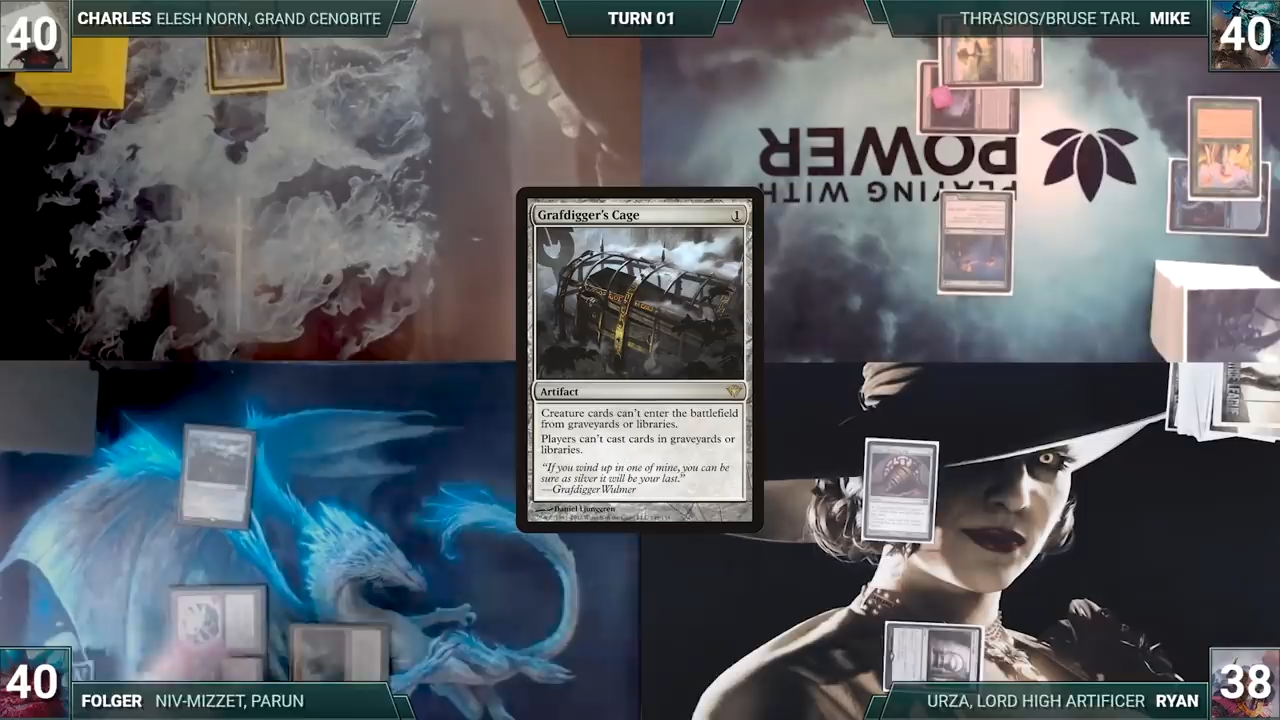 40
CHARLES ELESH NORN, GRAND CENOBITE
TURN 01
THRASIOS/BRUSE TARL MIKE
40
PLAYING WITH
POWER
Grafdigger's Cage 1
Artifact
Creature cards can't enter the battlefield
from graveyards or libraries.
Players can't cast cards in graveyards or
libraries.
"If you wind up in one of mine, you can be
sure as silver it will be your last."
—Grafdigger Wulmer
Daniel Ljunggren
40
FOLGER NIV-MIZZET, PARUN
URZA, LORD HIGH ARTIFICER RYAN
38